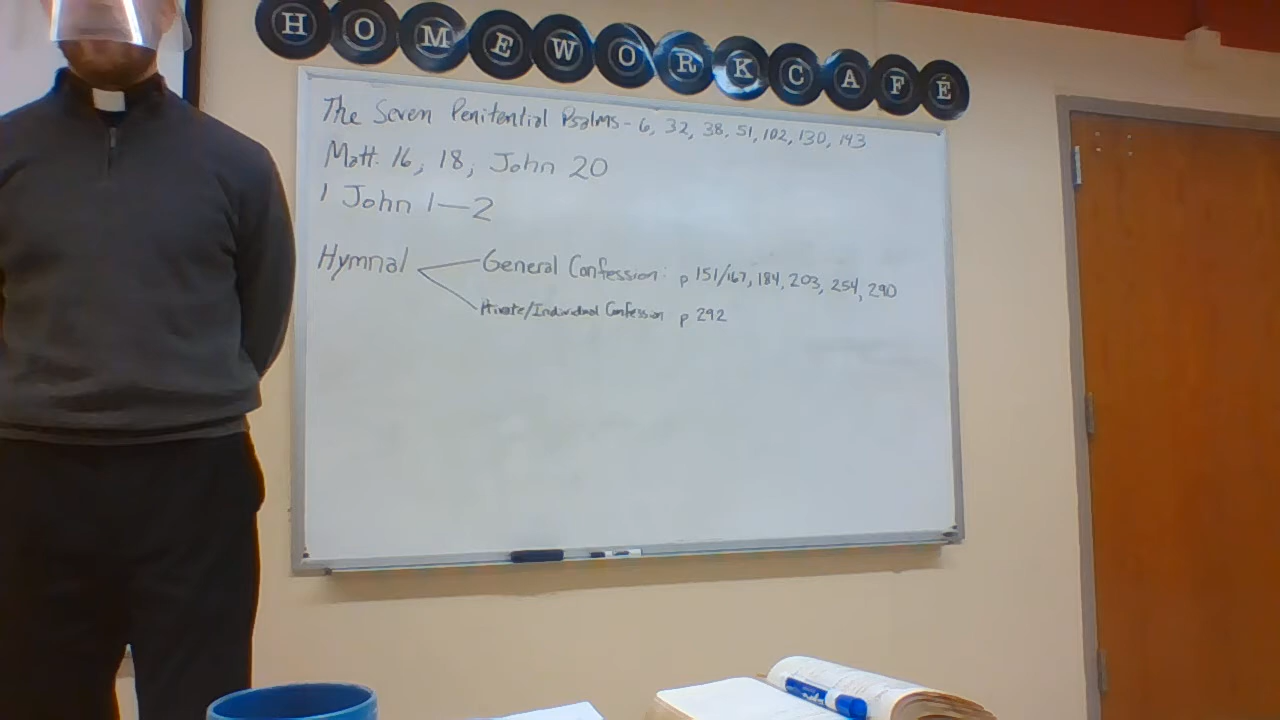 HOMEWORKCAFÉ
The Seven Penitential Psalms - 6, 32, 38, 51, 102, 130, 143
Matt. 16, 18, John 20
1 John 1—2
Hymnal
General Confession: p 151/167, 184, 203, 254, 290
Private/Individual Confession p 292